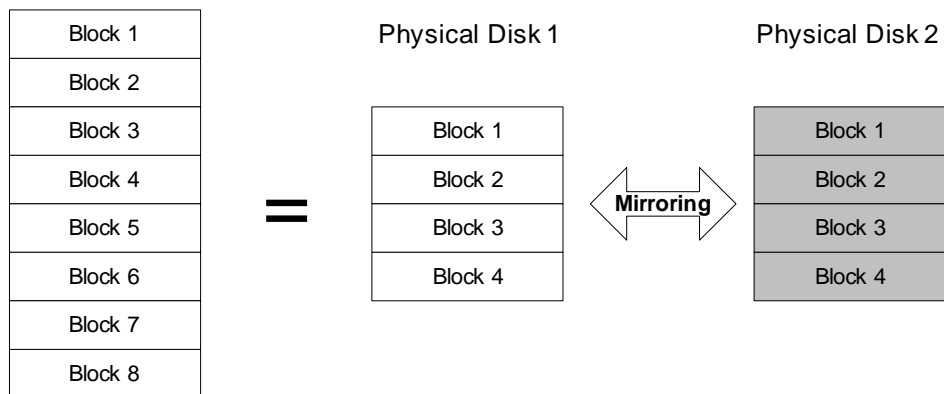 Block 1
Block 2
Block 3
Block 4
Block 5
Block 6
Block 7
Block 8
Physical Disk 1
Block 1
Block 2
Block 3
Block 4
Mirroring
Physical Disk 2
Block 1
Block 2
Block 3
Block 4